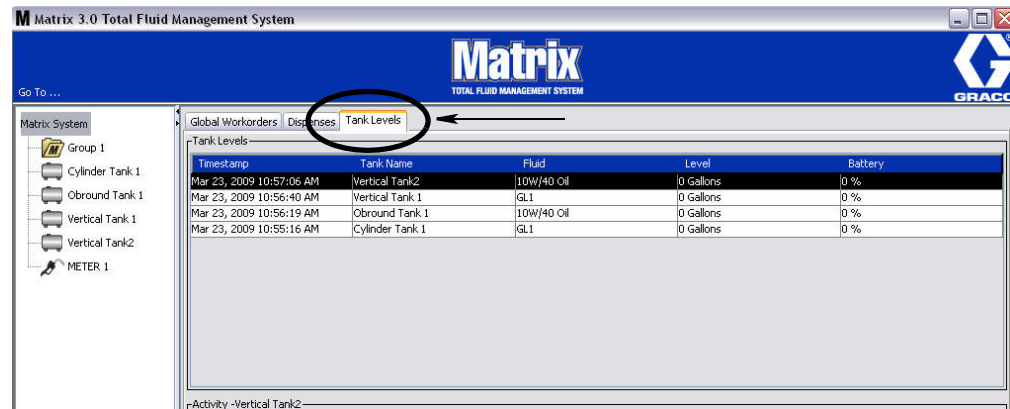 M Matrix 3.0 Total Fluid Management System
Matrix
TOTAL FLUID MANAGEMENT SYSTEM
Go To ...
GRACO
Matrix System
Group 1
Cylinder Tank 1
Obround Tank 1
Vertical Tank 1
Vertical Tank2
METER 1
Global Workorders Dispenses Tank Levels
Tank Levels
Timestamp Tank Name Fluid Level Battery
Mar 23, 2009 10:57:06 AM Vertical Tank2 10W/40 Oil 0 Gallons 0 %
Mar 23, 2009 10:56:40 AM Vertical Tank 1 GL1 0 Gallons 0 %
Mar 23, 2009 10:56:19 AM Obround Tank 1 10W/40 Oil 0 Gallons 0 %
Mar 23, 2009 10:55:16 AM Cylinder Tank 1 GL1 0 Gallons 0 %
Activity -Vertical Tank2